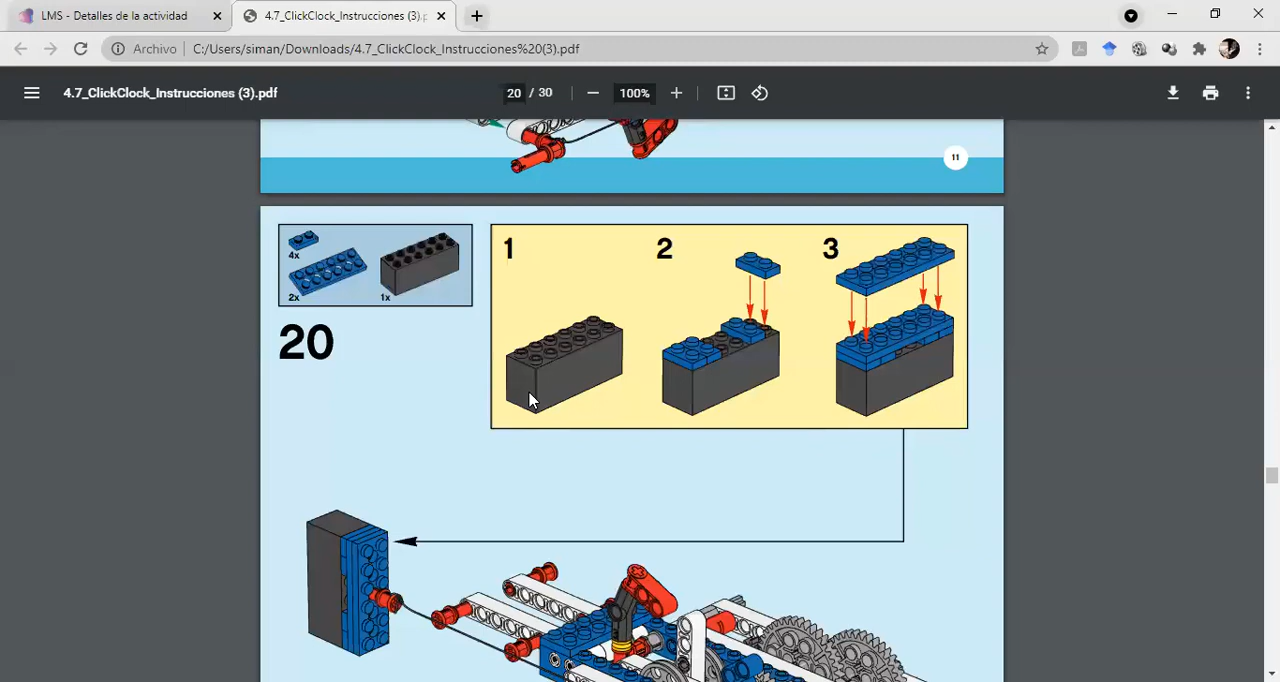 LMS - Detalles de la actividad
4.7_ClickClock_Instrucciones (3).p
Archivo
C:/Users/siman/Downloads/4.7_ClickClock_Instrucciones%20(3).pdf
4.7_ClickClock_Instrucciones (3).pdf
20 / 30
100%
11
4x
2x
1x
20
1
2
3